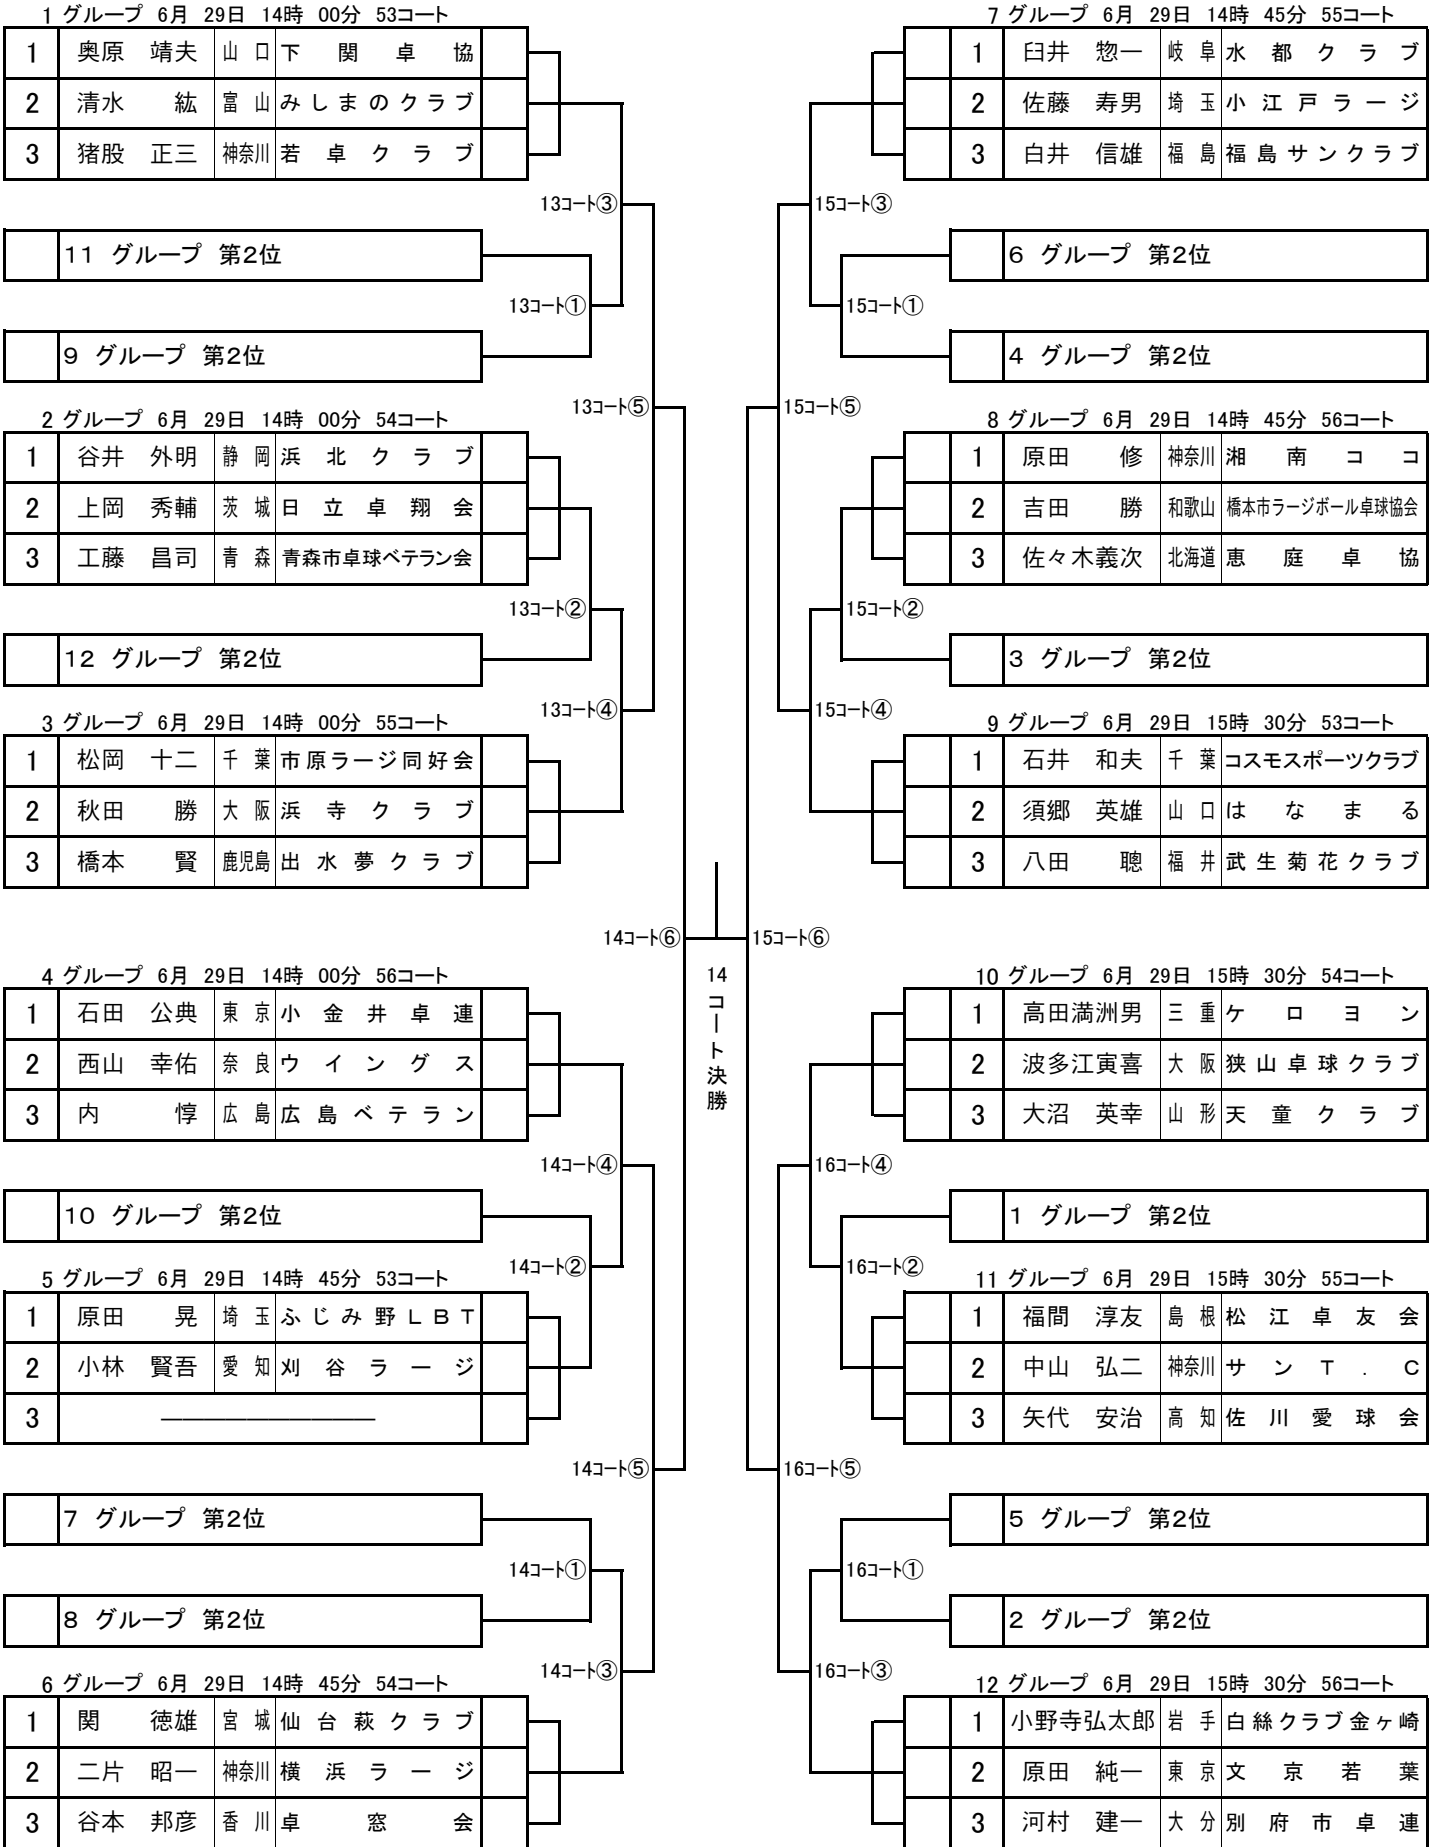 1 グループ 6月 29日 14時 00分 53コート
1 奥原 靖夫 山口 下関卓協
2 清水 紘 富山 みしまのクラブ
3 猪股 正三 神奈川 若卓クラブ
13コート③
11 グループ 第2位
13コート①
9 グループ 第2位
13コート⑤
2 グループ 6月 29日 14時 00分 54コート
1 谷井 外明 静岡 浜北クラブ
2 上岡 秀輔 茨城 日立卓翔会
3 工藤 昌司 青森 青森市卓球ベテラン会
13コート②
12 グループ 第2位
13コート④
3 グループ 6月 29日 14時 00分 55コート
1 松岡 十二 千葉 市原ラージ同好会
2 秋田 勝 大阪 浜寺クラブ
3 橋本 賢 鹿児島 出水夢クラブ
14コート⑥
4 グループ 6月 29日 14時 00分 56コート
1 石田 公典 東京 小金井卓連
2 西山 幸佑 奈良 ウイングス
3 内 惇 広島 広島ベテラン
14コート④
10 グループ 第2位
14コート②
5 グループ 6月 29日 14時 45分 53コート
1 原田 晃 埼玉 ふじみ野LBT
2 小林 賢吾 愛知 刈谷ラージ
3 ――――――――――
14コート⑤
7 グループ 第2位
14コート①
8 グループ 第2位
14コート③
6 グループ 6月 29日 14時 45分 54コート
1 関 徳雄 宮城 仙台萩クラブ
2 二片 昭一 神奈川 横浜ラージ
3 谷本 邦彦 香川 卓窓会
14コート決勝
7 グループ 6月 29日 14時 45分 55コート
1 臼井 惣一 岐阜 水都クラブ
2 佐藤 寿男 埼玉 小江戸ラージ
3 白井 信雄 福島 福島サンクラブ
15コート③
6 グループ 第2位
15コート①
4 グループ 第2位
15コート⑤
8 グループ 6月 29日 14時 45分 56コート
1 原田 修 神奈川 湘南ココ
2 吉田 勝 和歌山 橋本市ラージボール卓球協会
3 佐々木義次 北海道 恵庭卓協
15コート②
3 グループ 第2位
15コート④
9 グループ 6月 29日 15時 30分 53コート
1 石井 和夫 千葉 コスモスポーツクラブ
2 須郷 英雄 山口 はなまる
3 八田 聰 福井 武生菊花クラブ
15コート⑥
10 グループ 6月 29日 15時 30分 54コート
1 高田満洲男 三重 ケロヨン
2 波多江寅喜 大阪 狭山卓球クラブ
3 大沼 英幸 山形 天童クラブ
16コート④
1 グループ 第2位
16コート②
11 グループ 6月 29日 15時 30分 55コート
1 福間 淳友 島根 松江卓友会
2 中山 弘二 神奈川 サンT.C
3 矢代 安治 高知 佐川愛球会
16コート⑤
5 グループ 第2位
16コート①
2 グループ 第2位
16コート③
12 グループ 6月 29日 15時 30分 56コート
1 小野寺弘太郎 岩手 白絲クラブ金ヶ崎
2 原田 純一 東京 文京若葉
3 河村 建一 大分 別府市卓連